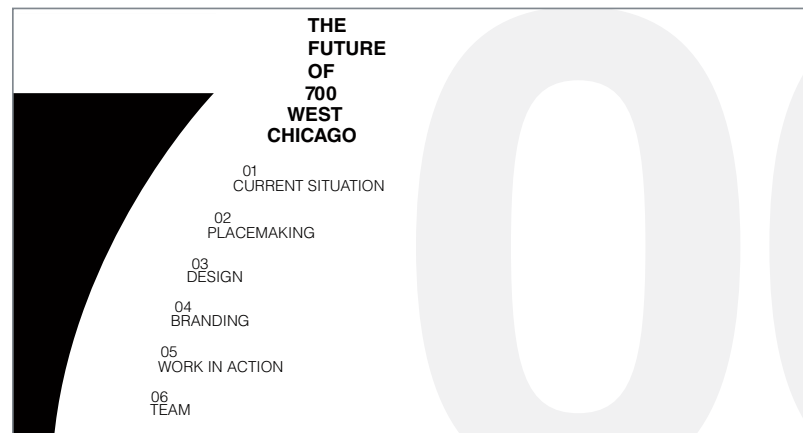 THE
FUTURE
OF
700
WEST
CHICAGO
01
CURRENT SITUATION
02
PLACEMAKING
03
DESIGN
04
BRANDING
05
WORK IN ACTION
06
TEAM
700